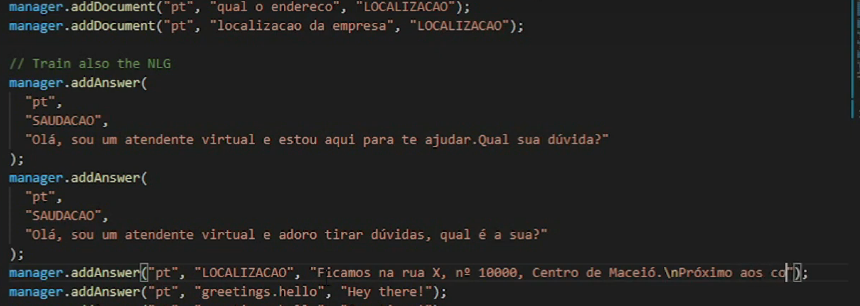 manager.addDocument("pt", "qual o endereco", "LOCALIZACAO");
manager.addDocument("pt", "localizacao da empresa", "LOCALIZACAO");
// Train also the NLG
manager.addAnswer(
"pt",
"SAUDACAO",
"Olá, sou um atendente virtual e estou aqui para te ajudar.Qual sua dúvida?"
);
manager.addAnswer(
"pt",
"SAUDACAO",
"Olá, sou um atendente virtual e adoro tirar dúvidas, qual é a sua?"
);
manager.addAnswer("pt", "LOCALIZACAO", "Ficamos na rua X, nº 10000, Centro de Maceió.\nPróximo aos co");
manager.addAnswer("pt", "greetings.hello", "Hey there!");